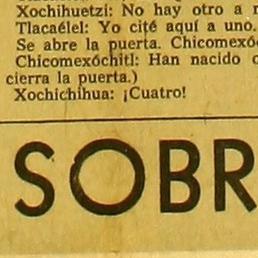 Xochihuetzi: No hay otro a
Tlacaélel: Yo cité aquí a uno.
Se abre la puerta.
Chicomexóchitl: Han nacido
cierra la puerta.)
Xochichihua: ¡Cuatro!
SOBR